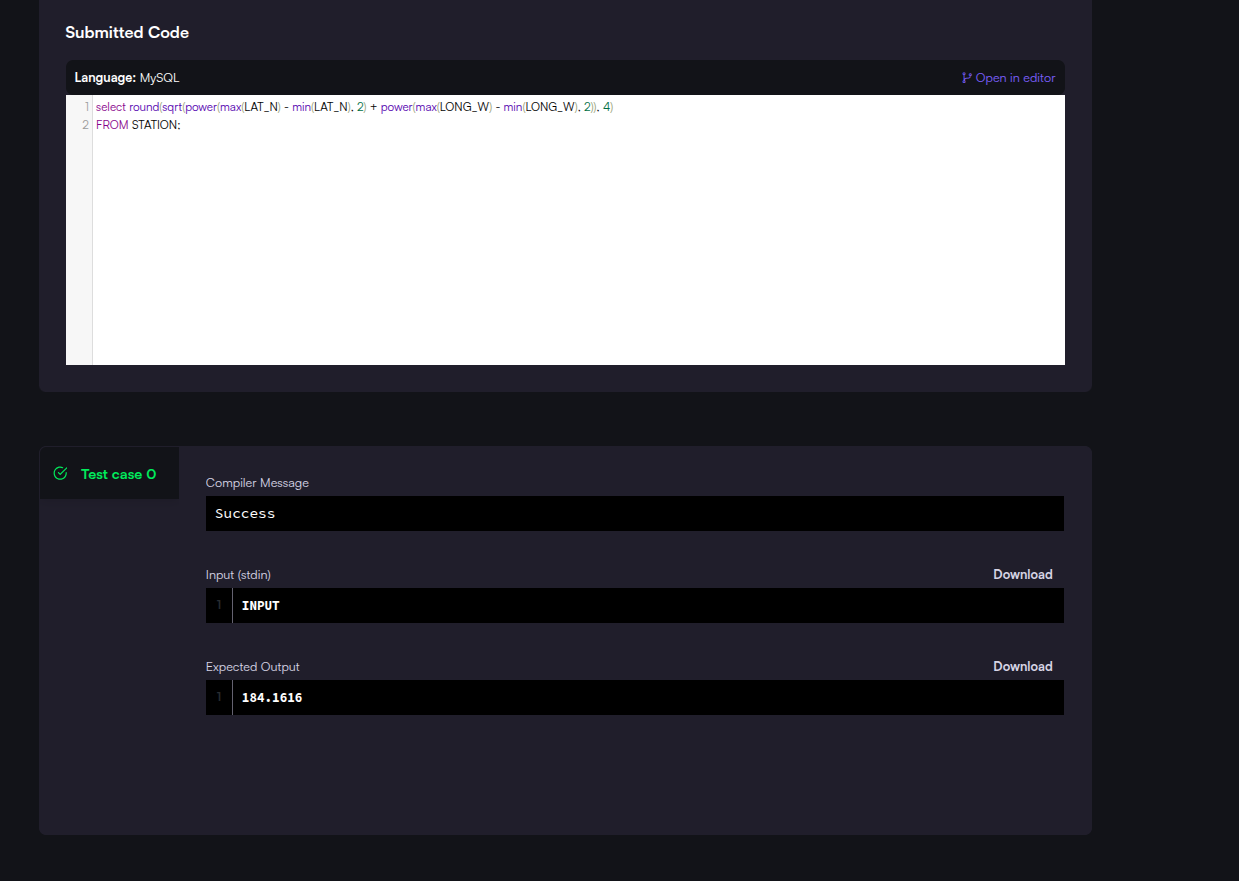 Submitted Code
Language: MySQL
Open in editor
1 select round(sqrt(power(max(LAT_N) - min(LAT_N), 2) + power(max(LONG_W) - min(LONG_W), 2)), 4)
2 FROM STATION;
Test case 0
Compiler Message
Success
Input (stdin)
Download
1 INPUT
Expected Output
Download
1 184.1616